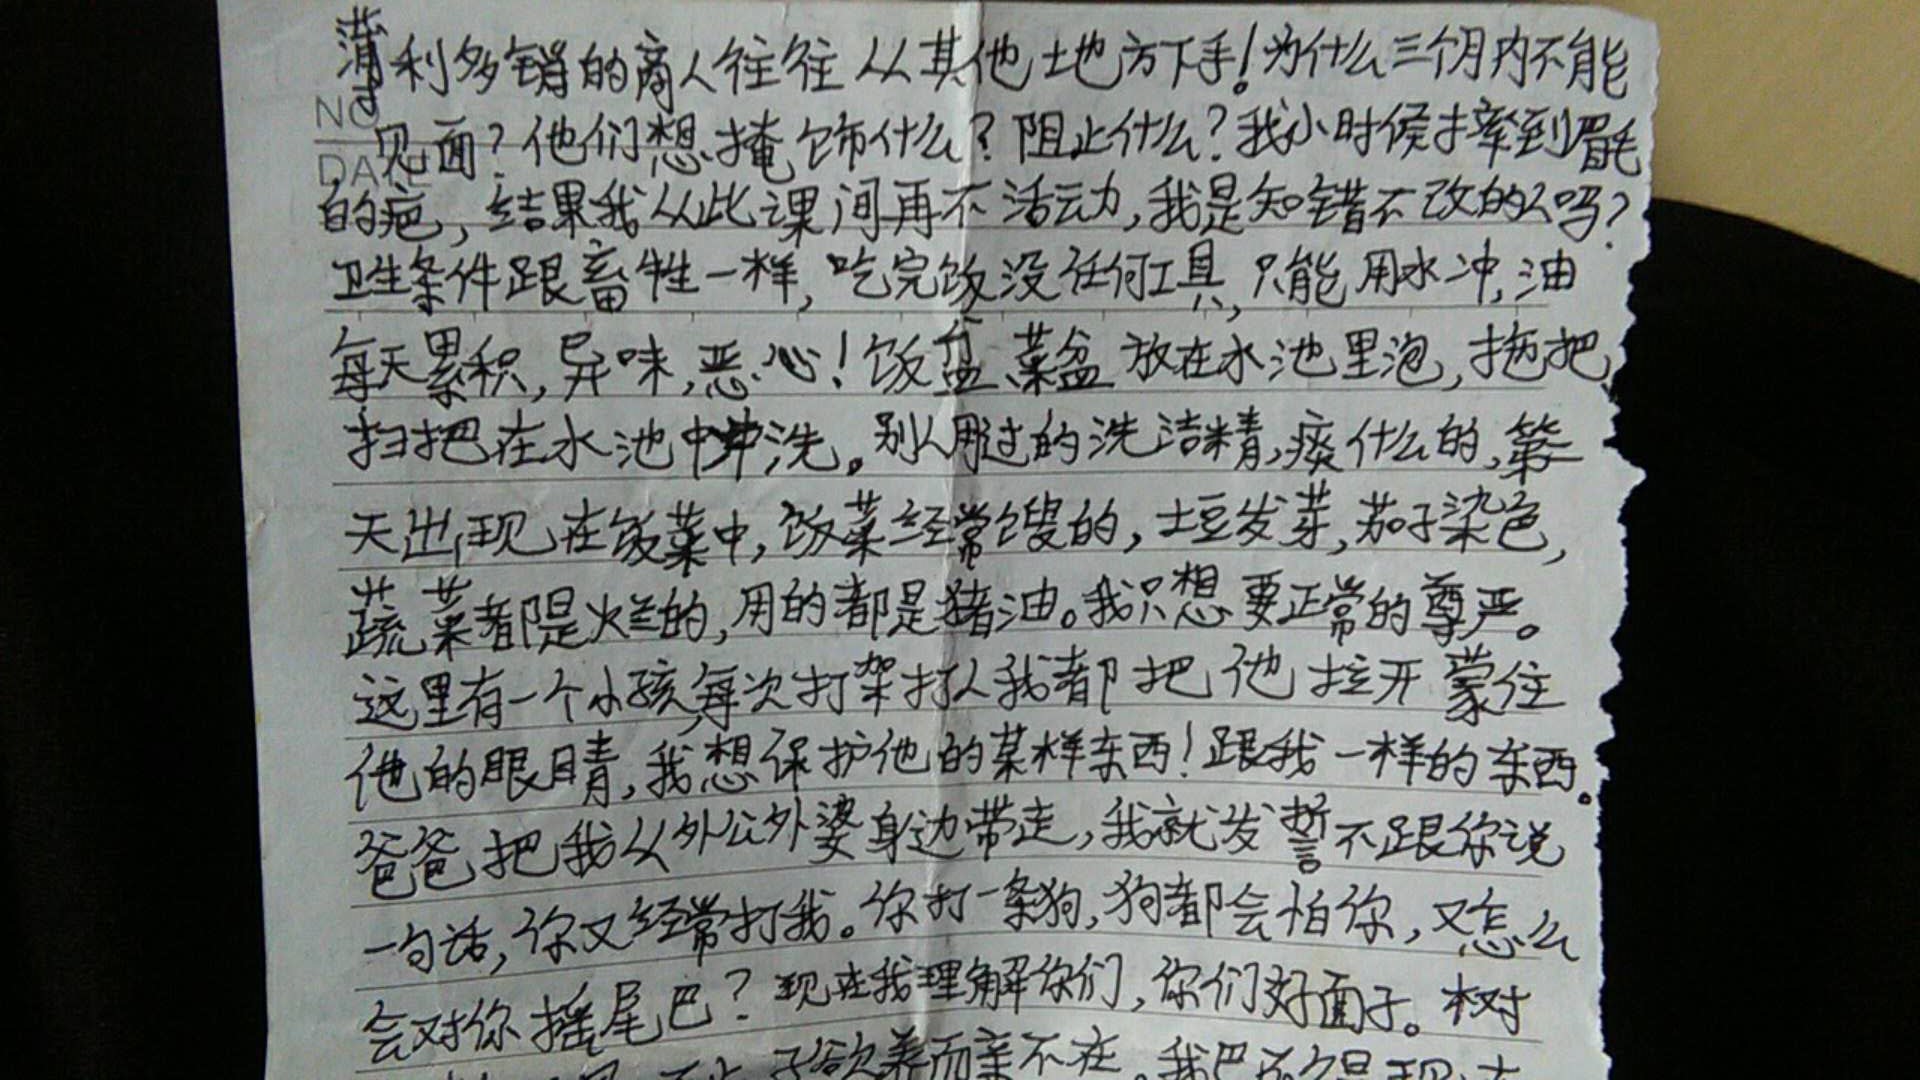 薄利多销的商人往往从其他地方下手!为什么三个月内不能
NO
见面?他们想掩饰什么?阻止什么?我小时候才摔到眉毛
DATE
的疤,结果我从此课间再不活动,我是知错不改的人吗?
卫生条件跟畜牲一样,吃完饭没任何工具,只能用水冲,油
每天累积,异味,恶心!饭盆菜盆放在水池里泡,拖把
扫把在水池中冲洗。别人用过的洗洁精,痰什么的,第二
天出现在饭菜中,饭菜经常馊的,土豆发芽,茄子染色,
蔬菜都是烂的,用的都是猪油。我只想要正常的尊严。
这里有一个小孩,每次打架打人我都把他拉开蒙住
他的眼睛,我想保护他的某样东西!跟我一样的东西。
爸爸把我从外公外婆身边带走,我就发誓不跟你说
一句话,你又经常打我。你打一条狗,狗都会怕你,又怎么
会对你摇尾巴?现在我理解你们,你们好面子。树
子欲养而亲不在。我巴不得现在